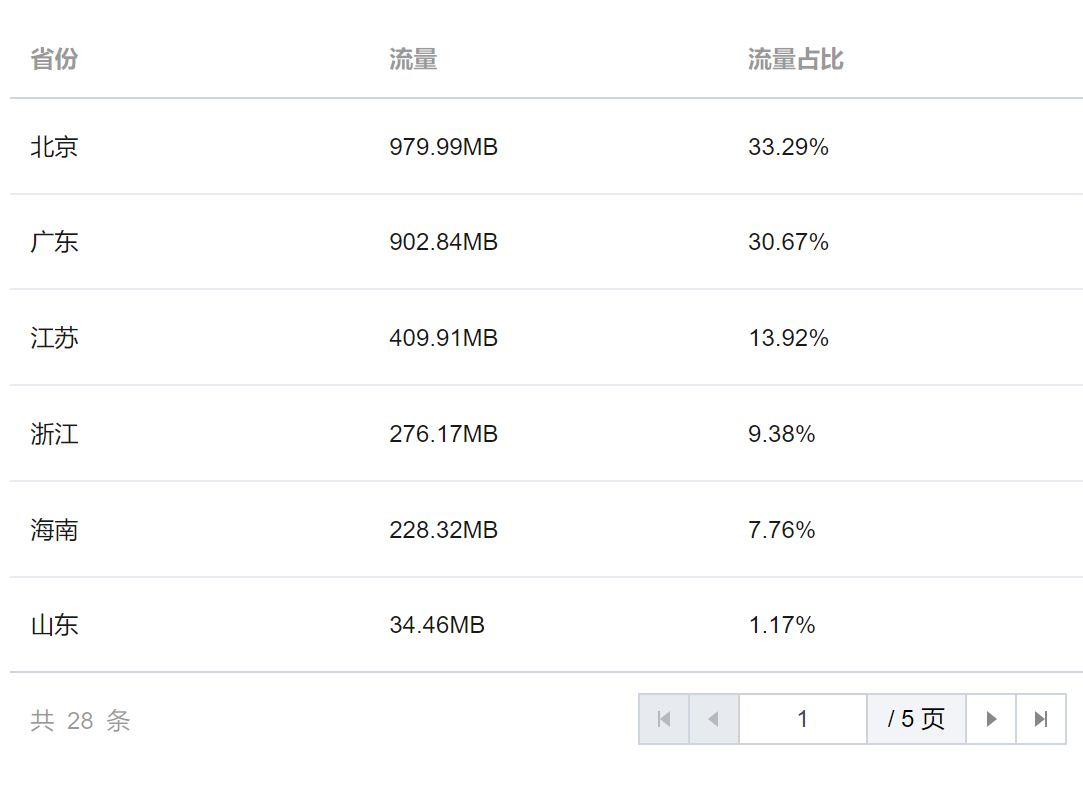 省份 流量 流量占比
北京 979.99MB 33.29%
广东 902.84MB 30.67%
江苏 409.91MB 13.92%
浙江 276.17MB 9.38%
海南 228.32MB 7.76%
山东 34.46MB 1.17%
共 28 条 1 / 5 页